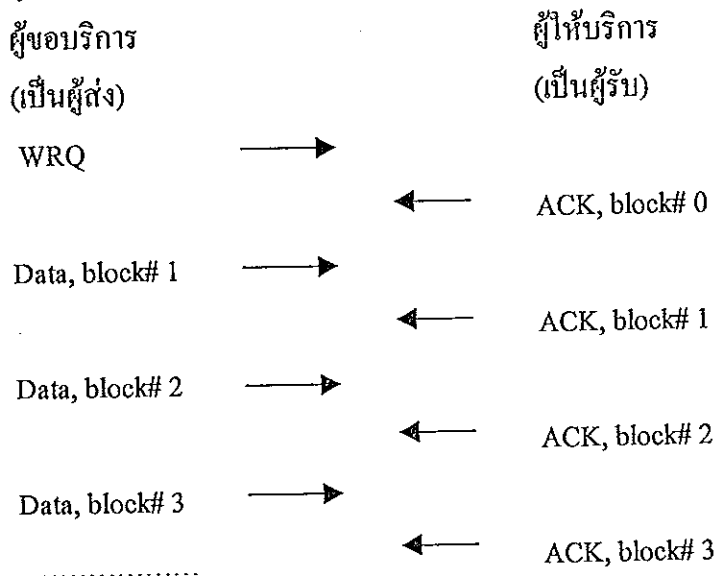 ผู้ขอบริการ ผู้ให้บริการ
(เป็นผู้ส่ง) (เป็นผู้รับ)
WRQ
ACK, block# 0
Data, block# 1
ACK, block# 1
Data, block# 2
ACK, block# 2
Data, block# 3
ACK, block# 3
....................